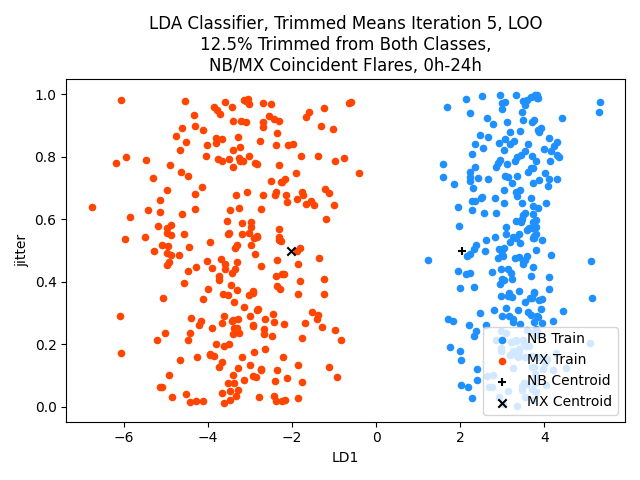 LDA Classifier, Trimmed Means Iteration 5, LOO
12.5% Trimmed from Both Classes,
NB/MX Coincident Flares, 0h-24h
1.0
0.8
0.6
0.4
0.2
0.0
jitter
−6
−4
−2
0
2
4
LD1
NB Train
MX Train
NB Centroid
MX Centroid